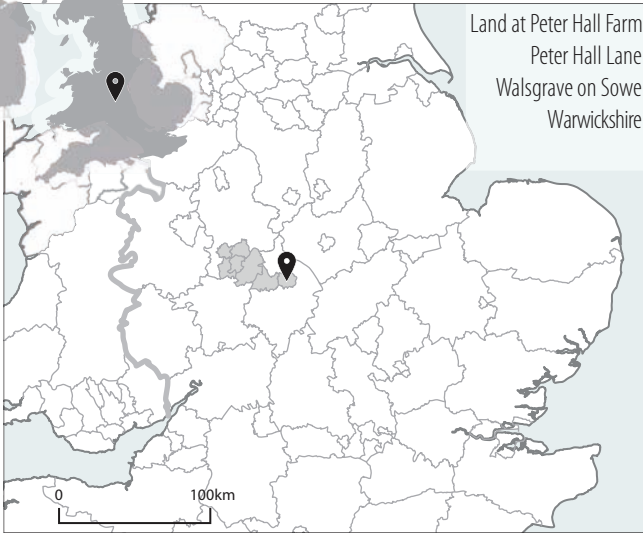 Land at Peter Hall Farm
Peter Hall Lane
Walsgrave on Sowe
Warwickshire
0 100km